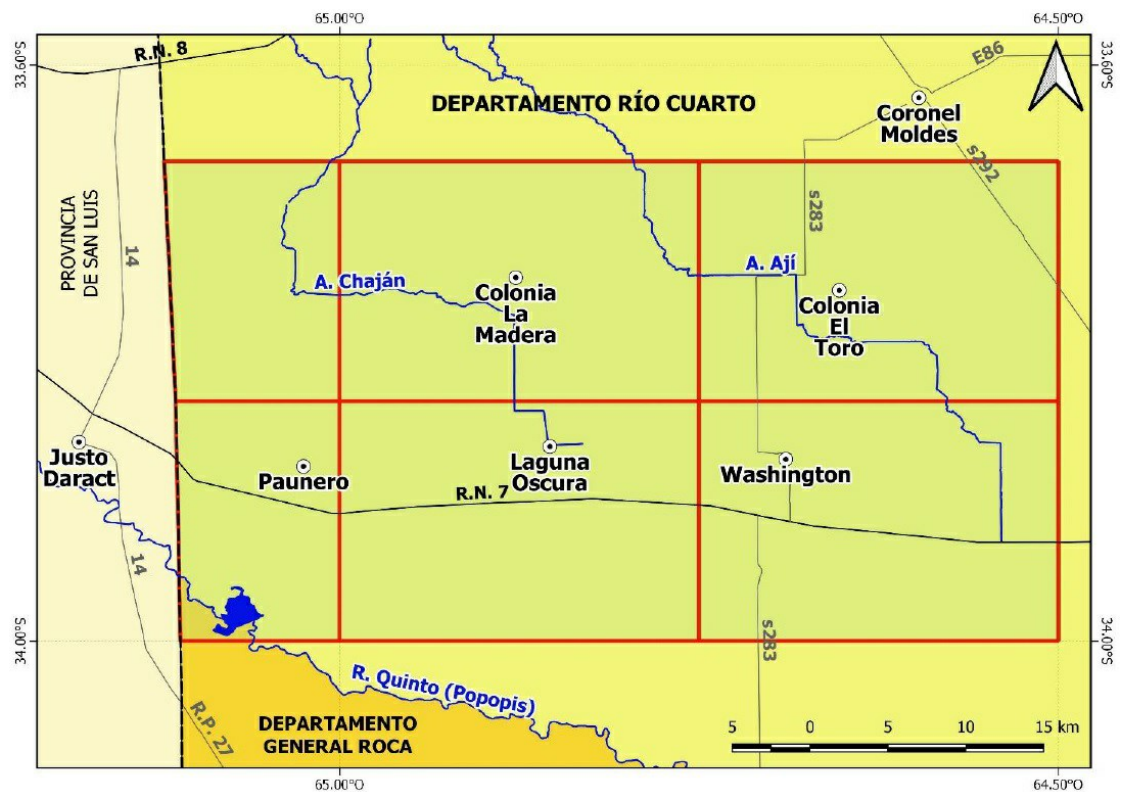 65.00°O
64.50°O
33.60°S
33.60°S
R.N. 8
E86
DEPARTAMENTO RÍO CUARTO
Coronel
Moldes
s292
PROVINCIA
DE SAN LUIS
14
s283
A. Ají
A. Chaján
Colonia
La
Madera
Colonia
El
Toro
Justo
Daract
Paunero
Laguna
Oscura
Washington
R.N. 7
14
s283
34.00°S
34.00°S
R. Quinto (Popopis)
R.P. 27
DEPARTAMENTO
GENERAL ROCA
5 0 5 10 15 km
65.00°O
64.50°O